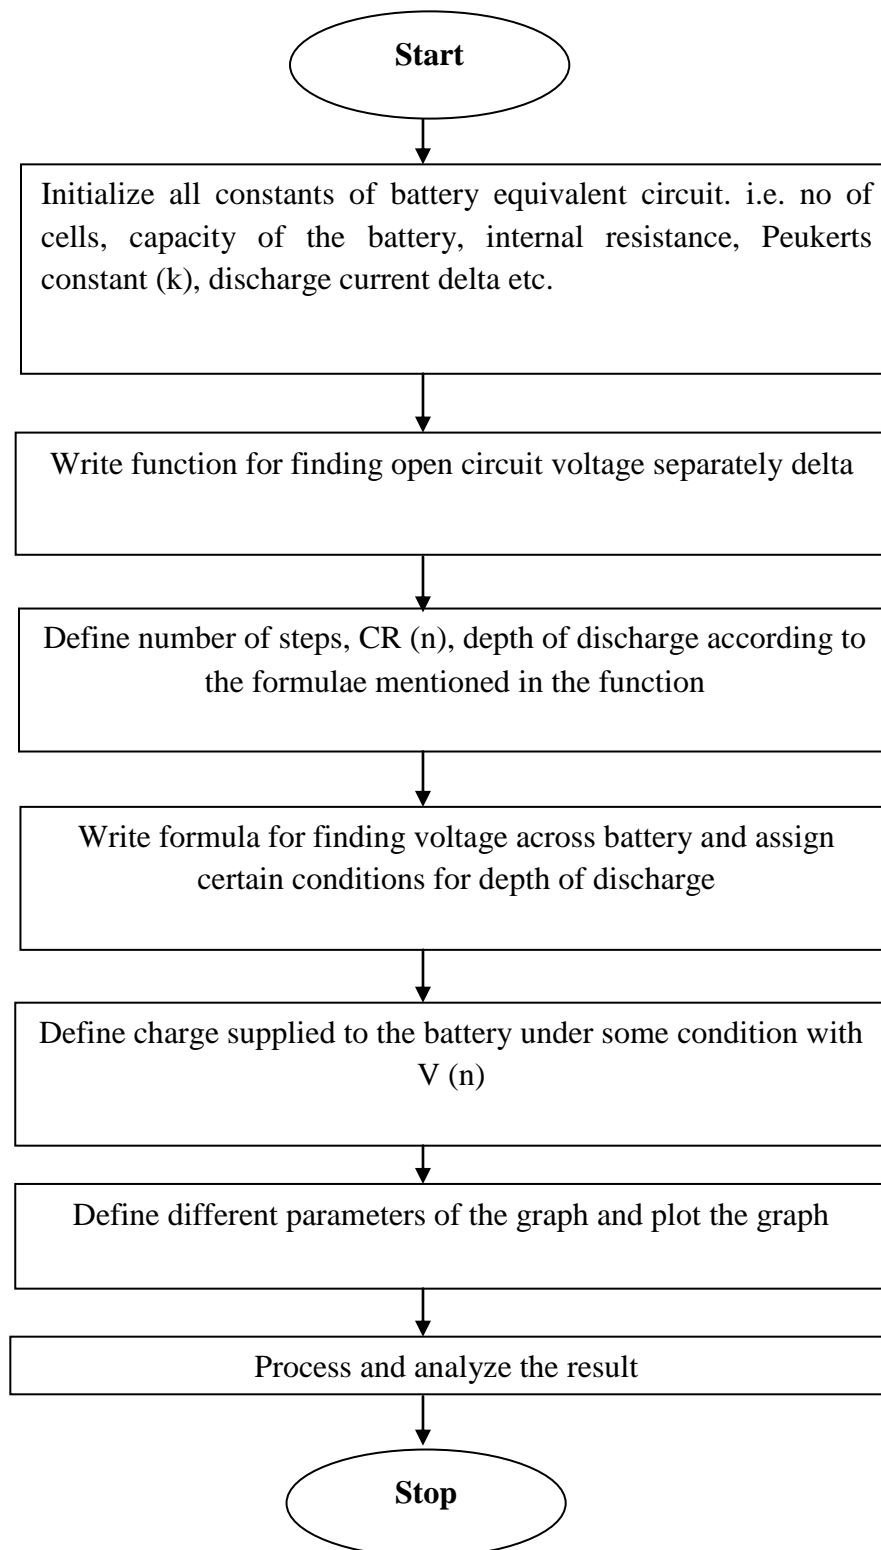 Start
Initialize all constants of battery equivalent circuit. i.e. no of
cells, capacity of the battery, internal resistance, Peukerts
constant (k), discharge current delta etc.
Write function for finding open circuit voltage separately delta
Define number of steps, CR (n), depth of discharge according to
the formulae mentioned in the function
Write formula for finding voltage across battery and assign
certain conditions for depth of discharge
Define charge supplied to the battery under some condition with
V (n)
Define different parameters of the graph and plot the graph
Process and analyze the result
Stop